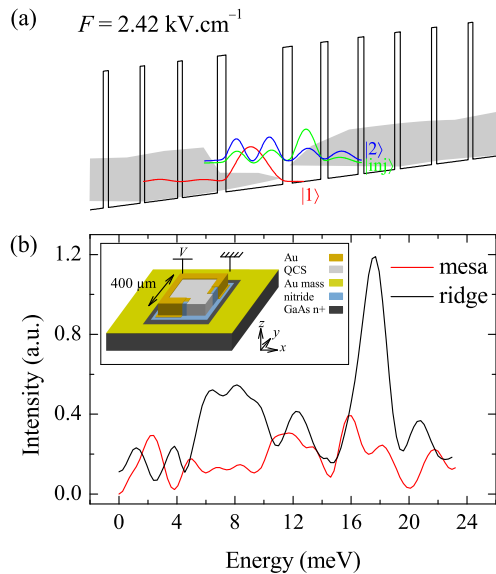 (a)
F = 2.42 kV.cm⁻¹
|2⟩
|inj⟩
|1⟩
(b)
1.2
0.8
0.4
0.0
Intensity (a.u.)
V
400 µm
Au
QCS
Au mass
nitride
GaAs n+
z
y
x
mesa
ridge
0 4 8 12 16 20 24
Energy (meV)